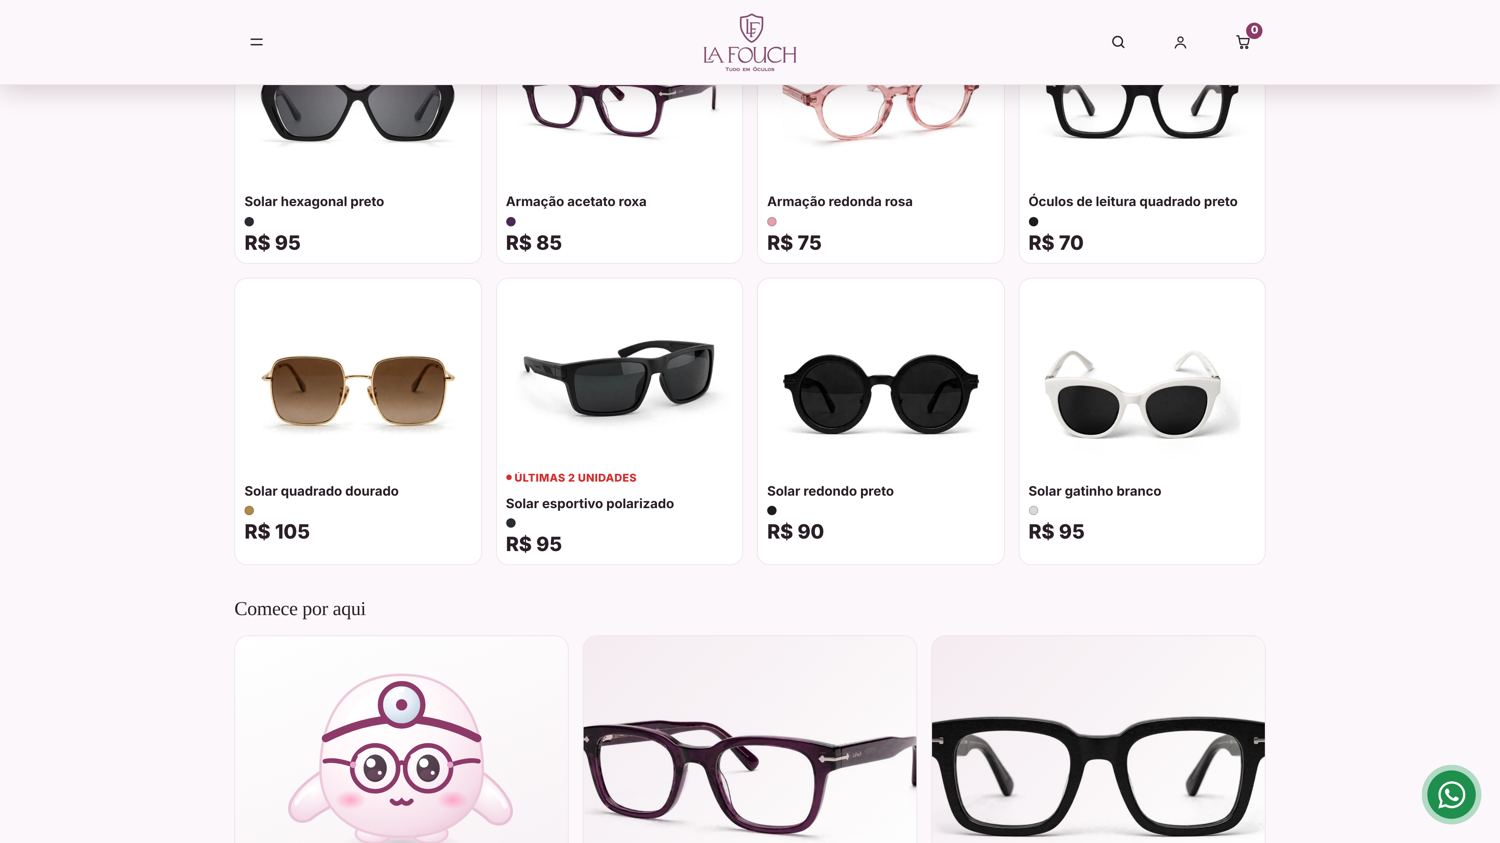 LF
LA FOUCH
TUDO EM ÓCULOS
0
Solar hexagonal preto
R$ 95
Armação acetato roxa
R$ 85
Armação redonda rosa
R$ 75
Óculos de leitura quadrado preto
R$ 70
Solar quadrado dourado
R$ 105
ÚLTIMAS 2 UNIDADES
Solar esportivo polarizado
R$ 95
Solar redondo preto
R$ 90
Solar gatinho branco
R$ 95
Comece por aqui